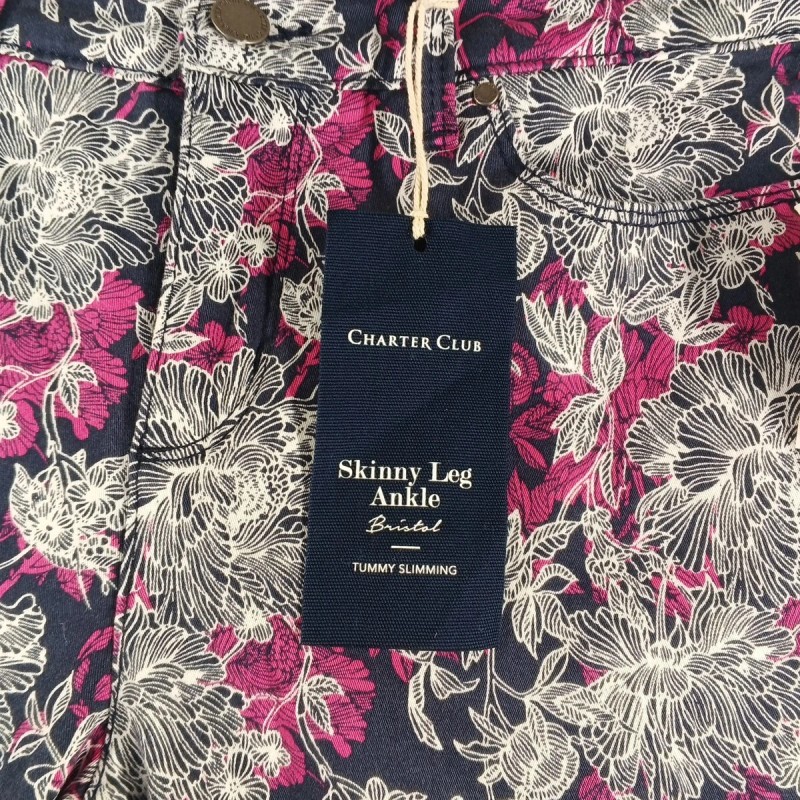 CHARTER CLUB
Skinny Leg
Ankle
Bristol
TUMMY SLIMMING